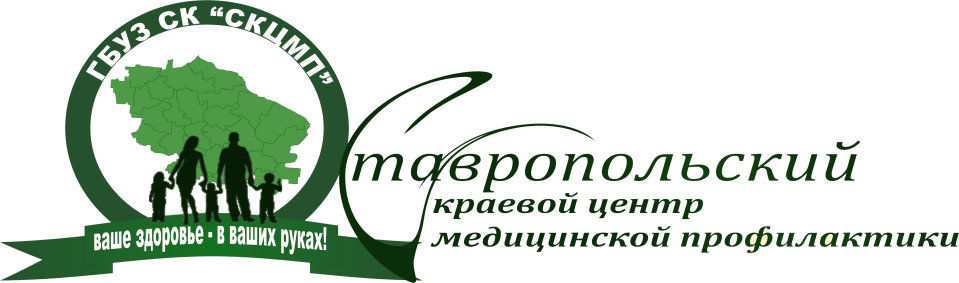 ГБУЗ СК "СКЦМП"
ваше здоровье - в ваших руках!
Ставропольский
краевой центр
медицинской профилактики